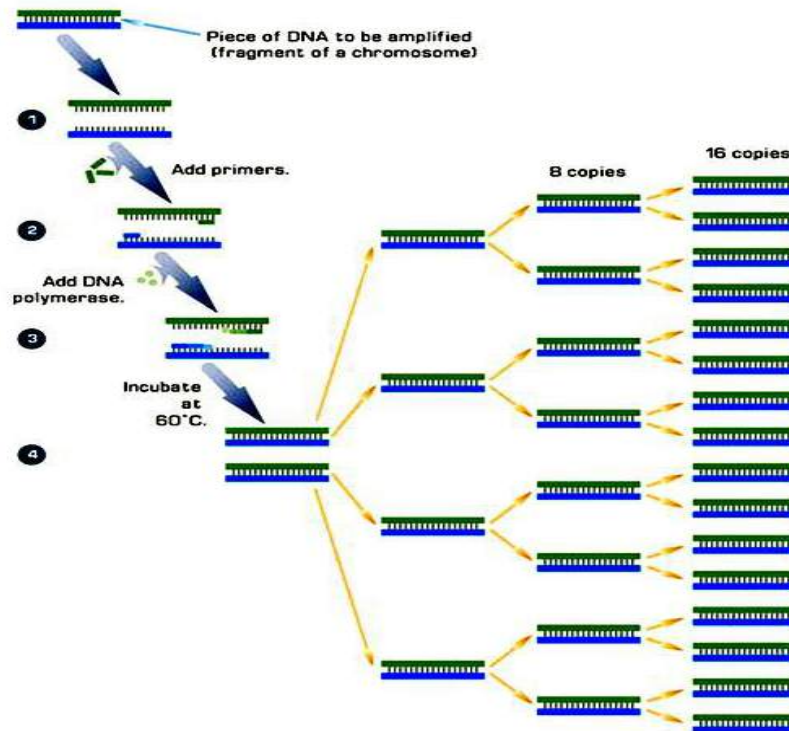 Piece of DNA to be amplified
(fragment of a chromosome)
1
Add primers.
2
Add DNA
polymerase.
3
Incubate
at
60°C.
4
8 copies
16 copies